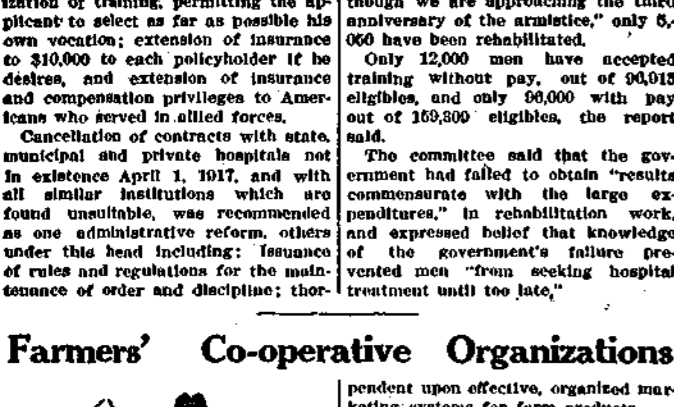 ization or training, permitting the ap-
plicant to select as far as possible his
own vocation; extension of insurance
to $10,000 to each policyholder if he
desires, and extension of insurance
and compensation privileges to Amer-
icans who served in allied forces.
Cancellation of contracts with state,
municipal and private hospitals not
in existence April 1, 1917, and with
all similar institutions which are
found unsuitable, was recommended
as one administrative reform, others
under this head including: Issuance
of rules and regulations for the main-
tenance of order and discipline; thor-
though we are approaching the third
anniversary of the armistice," only 5,-
050 have been rehabilitated.
Only 12,000 men have accepted
training without pay, out of
eligibles, and only 96,000 with pay
out of eligibles, the report
said.
The committee said that the gov-
ernment had failed to obtain "results
commensurate with the large ex-
penditures," in rehabilitation work,
and expressed belief that knowledge
of the government's failure pre-
vented men "from seeking hospital
treatment until too late."
Farmers' Co-operative Organizations
pendent upon effective, organized mar-
keting systems for farm products